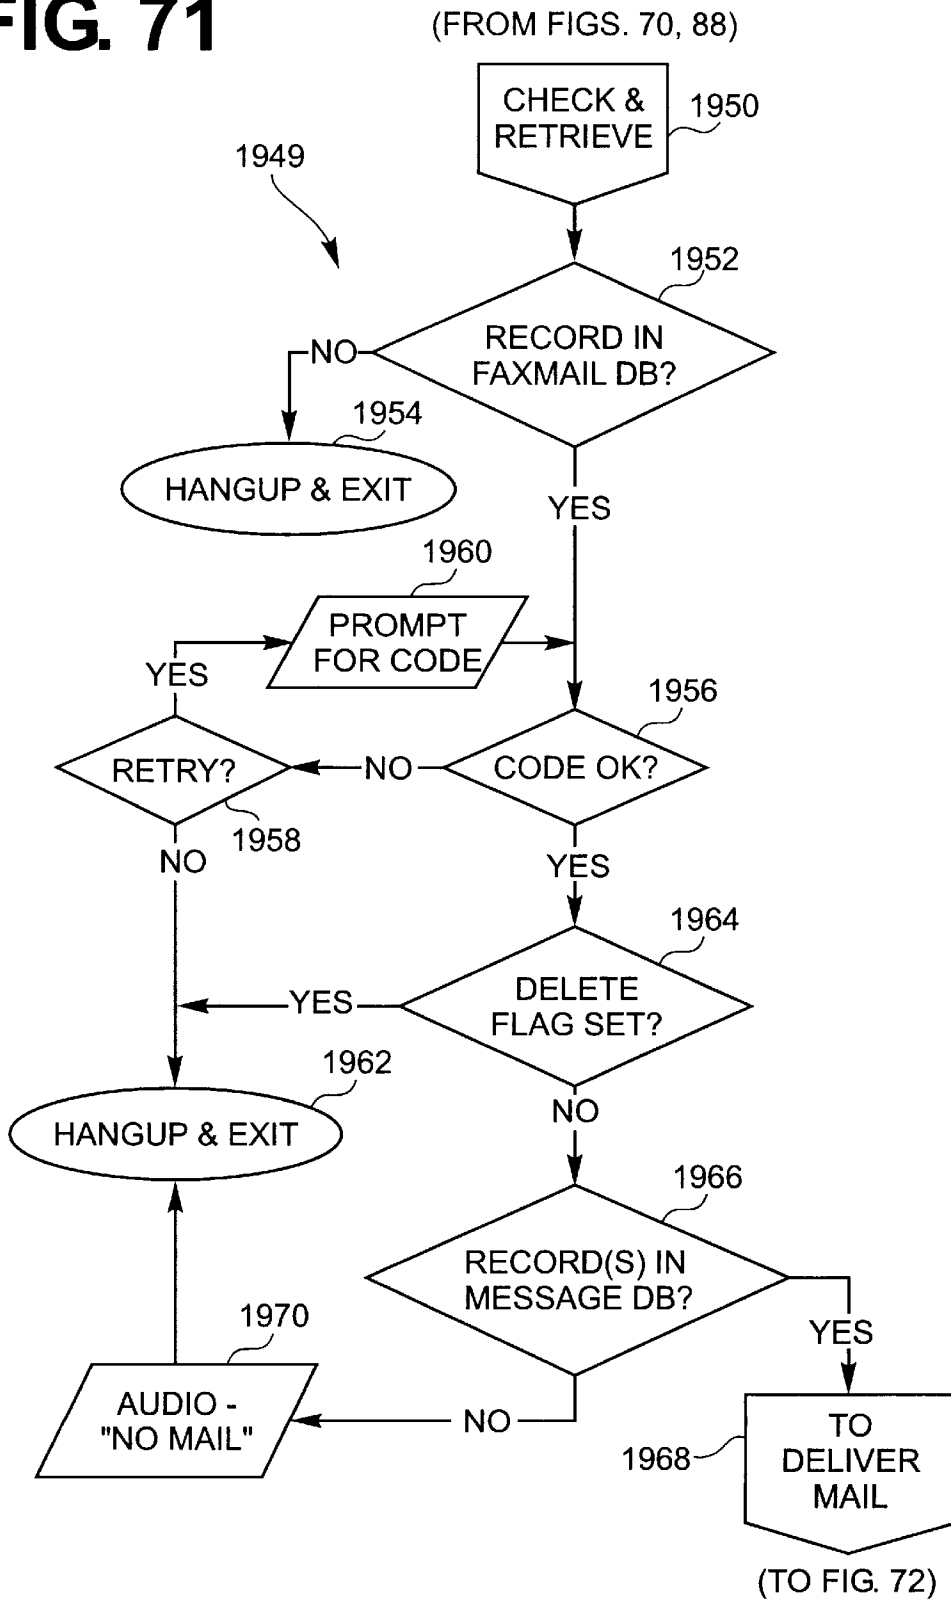 FIG. 71
(FROM FIGS. 70, 88)
CHECK &
RETRIEVE
1950
1949
1952
RECORD IN
FAXMAIL DB?
NO
1954
HANGUP & EXIT
YES
1960
PROMPT
FOR CODE
YES
1956
RETRY?
NO
CODE OK?
1958
NO
YES
1964
DELETE
FLAG SET?
YES
1962
HANGUP & EXIT
NO
1966
RECORD(S) IN
MESSAGE DB?
YES
1970
AUDIO -
"NO MAIL"
NO
1968
TO
DELIVER
MAIL
(TO FIG. 72)